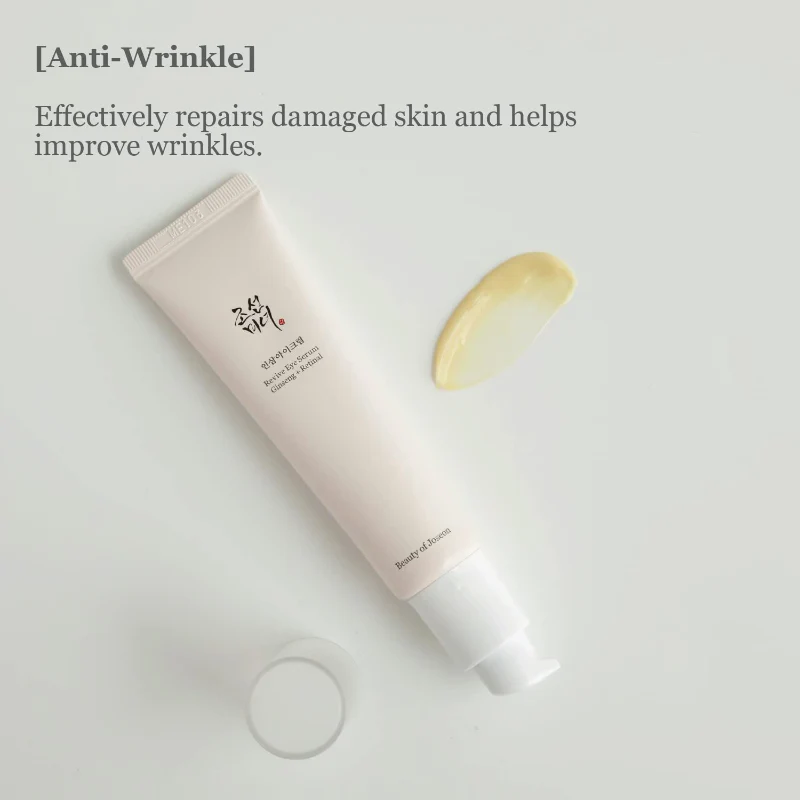 [Anti-Wrinkle]
Effectively repairs damaged skin and helps
improve wrinkles.
ME193
조선
미녀
인삼아이크림
Revive Eye Serum
Ginseng + Retinal
Beauty of Joseon